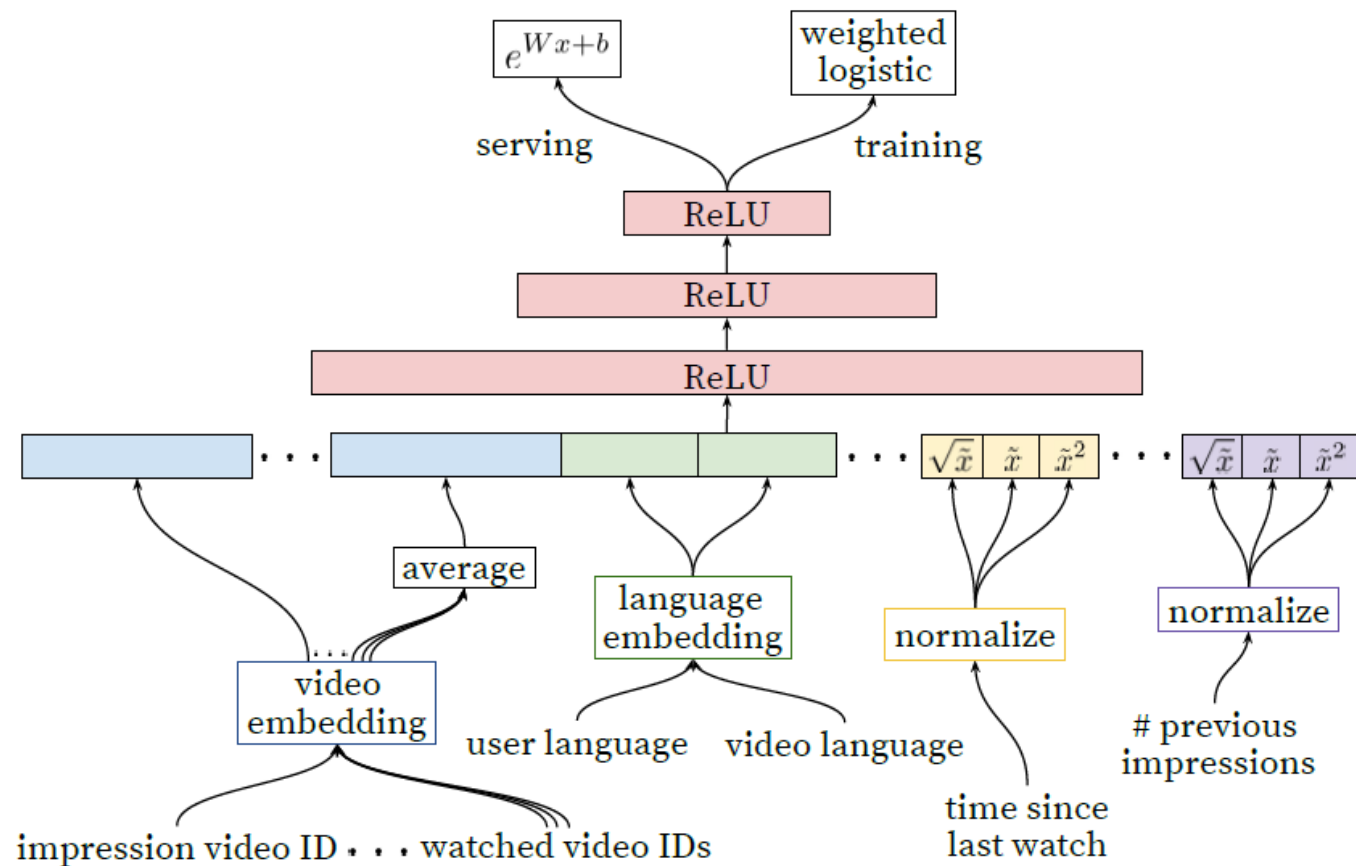 e^{Wx+b}
weighted
logistic
serving
training
ReLU
ReLU
ReLU
. . .
. . .
√x̃ x̃ x̃²
. . .
√x̃ x̃ x̃²
average
language
embedding
normalize
normalize
. . .
video
embedding
user language
video language
# previous
impressions
time since
last watch
impression video ID . . . watched video IDs